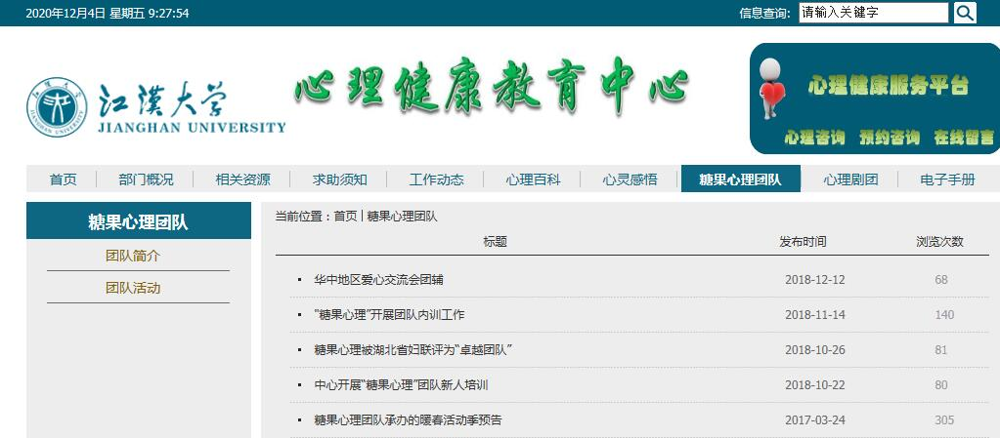 2020年12月4日 星期五 9:27:54 信息查询: 请输入关键字
江汉大学 JIANGHAN UNIVERSITY
心理健康教育中心
心理健康服务平台
心理咨询 预约咨询 在线留言
首页 部门概况 相关资源 求助须知 工作动态 心理百科 心灵感悟 糖果心理团队 心理剧团 电子手册
糖果心理团队
团队简介
团队活动
当前位置：首页 | 糖果心理团队
标题 发布时间 浏览次数
华中地区爱心交流会团辅 2018-12-12 68
"糖果心理"开展团队内训工作 2018-11-14 140
糖果心理被湖北省妇联评为“卓越团队” 2018-10-26 81
中心开展“糖果心理”团队新人培训 2018-10-22 80
糖果心理团队承办的暖春活动季预告 2017-03-24 305